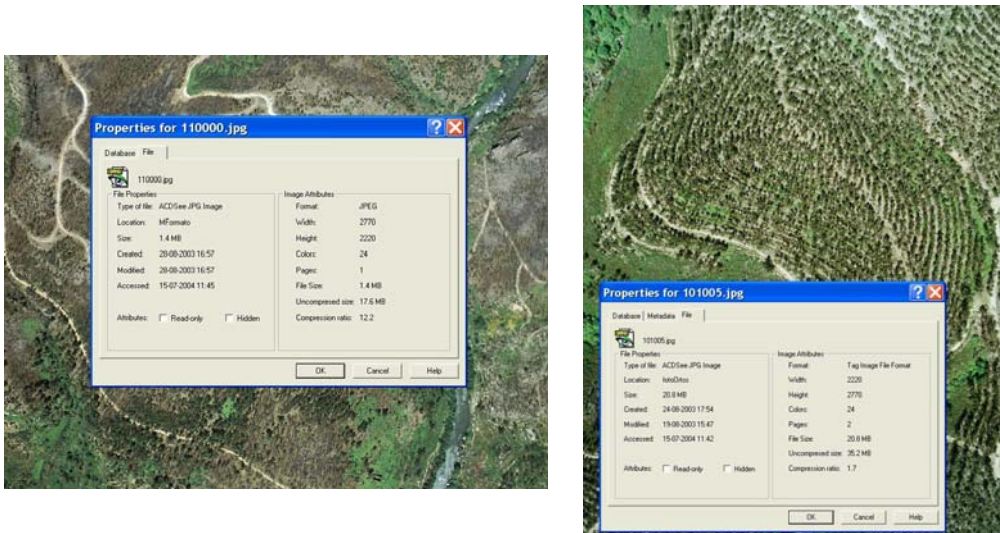 Properties for 110000.jpg
Database File
110000.jpg
File Properties
Type of file: ACDSee JPG Image
Location: MFormato
Size: 1.4 MB
Created: 28-08-2003 16:57
Modified: 28-08-2003 16:57
Accessed: 15-07-2004 11:45
Attributes: Read-only Hidden
Image Attributes
Format: JPEG
Width: 2770
Height: 2220
Colors: 24
Pages: 1
File Size: 1.4 MB
Uncompresed size: 17.6 MB
Compression ratio: 12.2
OK Cancel Help
Properties for 101005.jpg
Database Metadata File
101005.jpg
File Properties
Type of file: ACDSee JPG Image
Location: fotoOrtos
Size: 20.8 MB
Created: 24-08-2003 17:54
Modified: 19-08-2003 15:47
Accessed: 15-07-2004 11:42
Attributes: Read-only Hidden
Image Attributes
Format: Tag Image File Format
Width: 2220
Height: 2770
Colors: 24
Pages: 2
File Size: 20.8 MB
Uncompresed size: 35.2 MB
Compression ratio: 1.7
OK Cancel Help